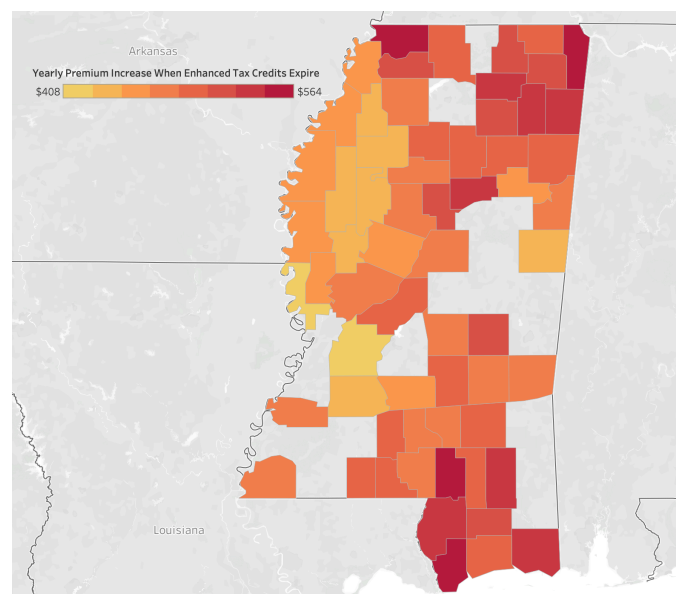 Arkansas
Yearly Premium Increase When Enhanced Tax Credits Expire
$408 $564
Louisiana